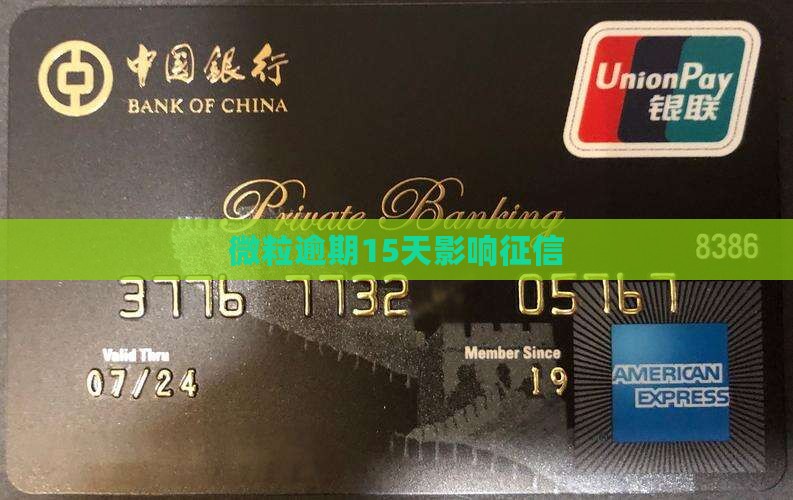 中国银行
BANK OF CHINA
UnionPay
银联
Private Banking
微粒逾期15天影响征信
8386
3776 7732 05767
Valid Thru
Member Since
07/24
19
AMERICAN
EXPRESS